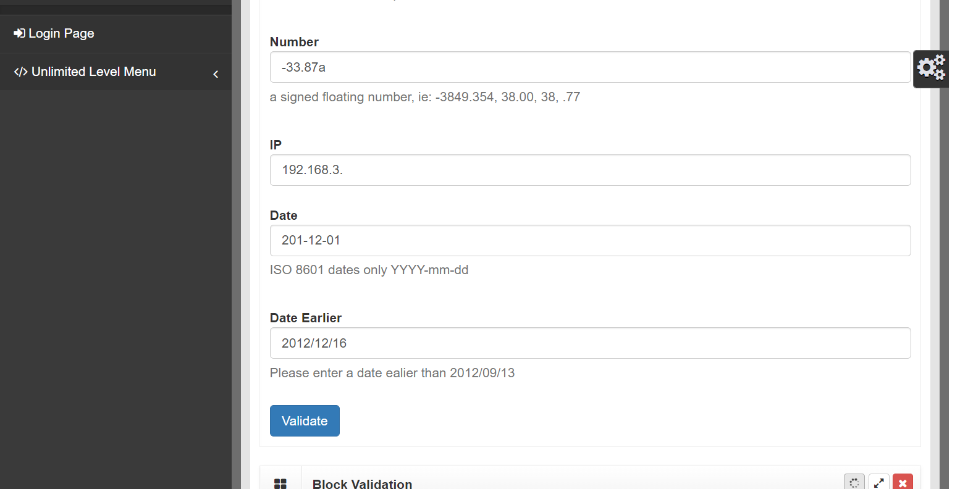 Login Page
Unlimited Level Menu
Number
-33.87a
a signed floating number, ie: -3849.354, 38.00, 38, .77
IP
192.168.3.
Date
201-12-01
ISO 8601 dates only YYYY-mm-dd
Date Earlier
2012/12/16
Please enter a date ealier than 2012/09/13
Validate
Block Validation